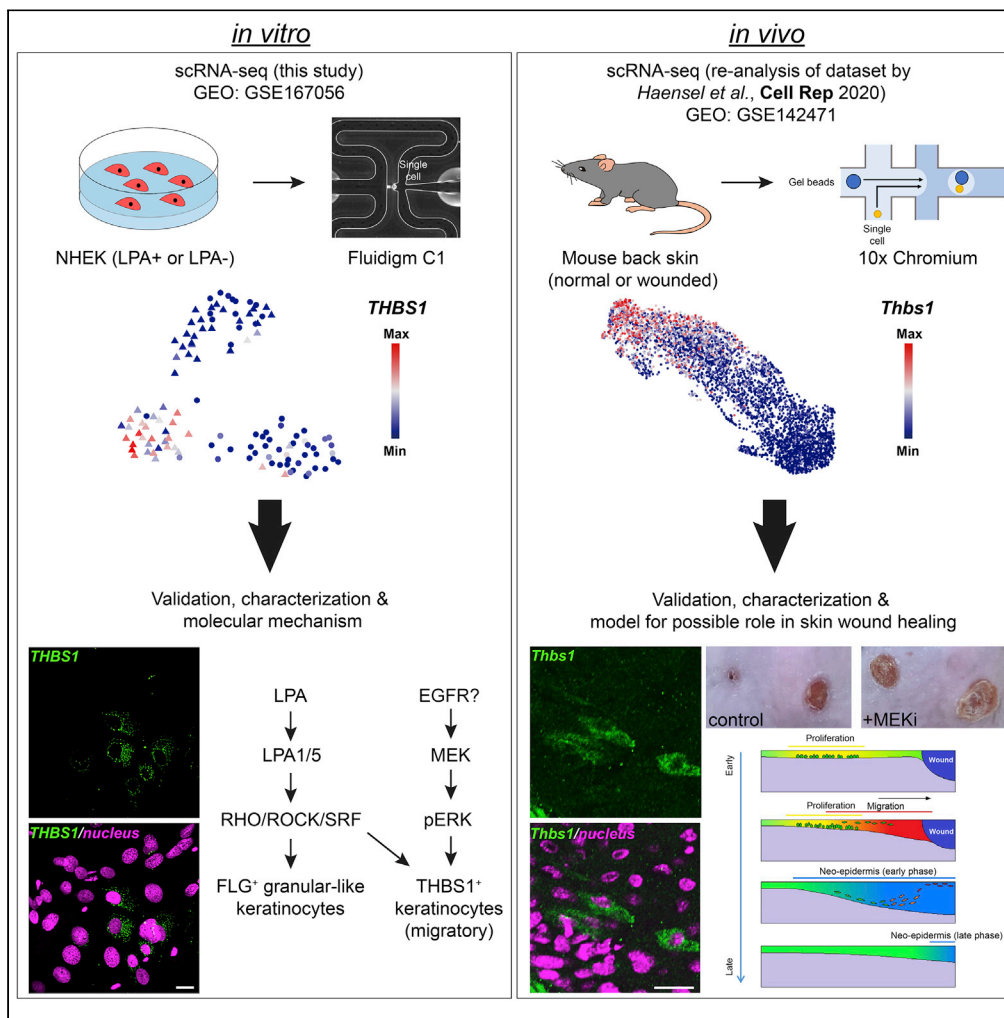 in vitro
scRNA-seq (this study)
GEO: GSE167056
Single
cell
NHEK (LPA+ or LPA-)
Fluidigm C1
THBS1
Max
Min
Validation, characterization &
molecular mechanism
THBS1
THBS1/nucleus
LPA
LPA1/5
RHO/ROCK/SRF
FLG+ granular-like
keratinocytes
EGFR?
MEK
pERK
THBS1+
keratinocytes
(migratory)
in vivo
scRNA-seq (re-analysis of dataset by
Haensel et al., Cell Rep 2020)
GEO: GSE142471
Gel beads
Single
cell
Mouse back skin
(normal or wounded)
10x Chromium
Thbs1
Max
Min
Validation, characterization &
model for possible role in skin wound healing
Thbs1
Thbs1/nucleus
control
+MEKi
Early
Late
Proliferation
Wound
Proliferation
Migration
Wound
Neo-epidermis (early phase)
Neo-epidermis (late phase)